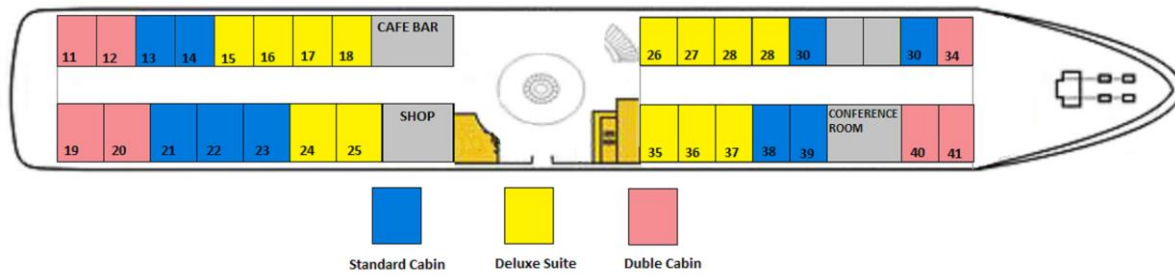 CAFE BAR
11 12 13 14 15 16 17 18
26 27 28 28 30 30 34
SHOP
CONFERENCE
ROOM
19 20 21 22 23 24 25
35 36 37 38 39 40 41
Standard Cabin Deluxe Suite Duble Cabin